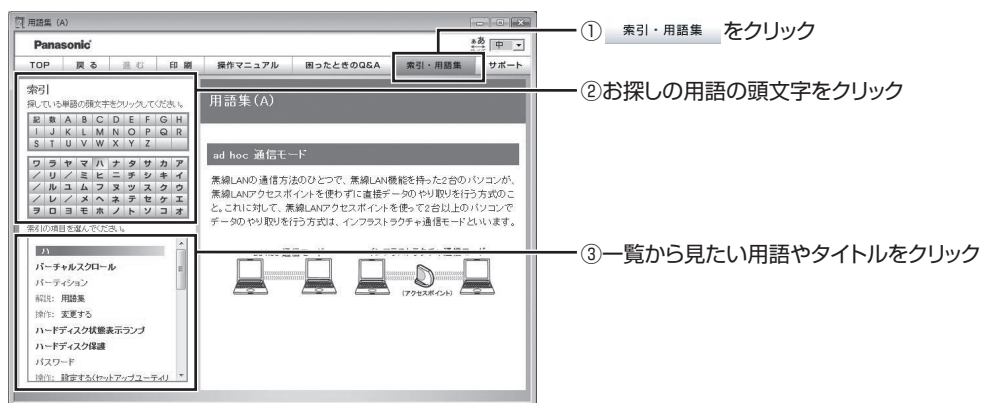 用語集 (A)
Panasonic
あ あ 中
TOP 戻る 進む 印刷 操作マニュアル 困ったときのQ&A 索引・用語集 サポート
① 索引・用語集 をクリック
索引
探している単語の頭文字をクリックしてください。
記 数 A B C D E F G H
I J K L M N O P Q R
S T U V W X Y Z
ワ ラ ヤ マ ハ ナ タ サ カ ア
/ リ / ミ ヒ ニ チ シ キ イ
/ ル ユ ム フ ヌ ツ ス ク ウ
/ レ / メ ヘ ネ テ セ ケ エ
ヲ ロ ヨ モ ホ ノ ト ソ コ オ
②お探しの用語の頭文字をクリック
索引の項目を選んでください。
ハ
バーチャルスクロール
パーティション
解説: 用語集
操作: 変更する
ハードディスク状態表示ランプ
ハードディスク保護
パスワード
操作: 設定する(セットアップユーティリ
③一覧から見たい用語やタイトルをクリック
用語集(A)
ad hoc 通信モード
無線LANの通信方法のひとつで、無線LAN機能を持った2台のパソコンが、
無線LANアクセスポイントを使わずに直接データのやり取りを行う方式のこ
と。これに対して、無線LANアクセスポイントを使って2台以上のパソコンで
データのやり取りを行う方式は、インフラストラクチャ通信モードといいます。
(アクセスポイント)